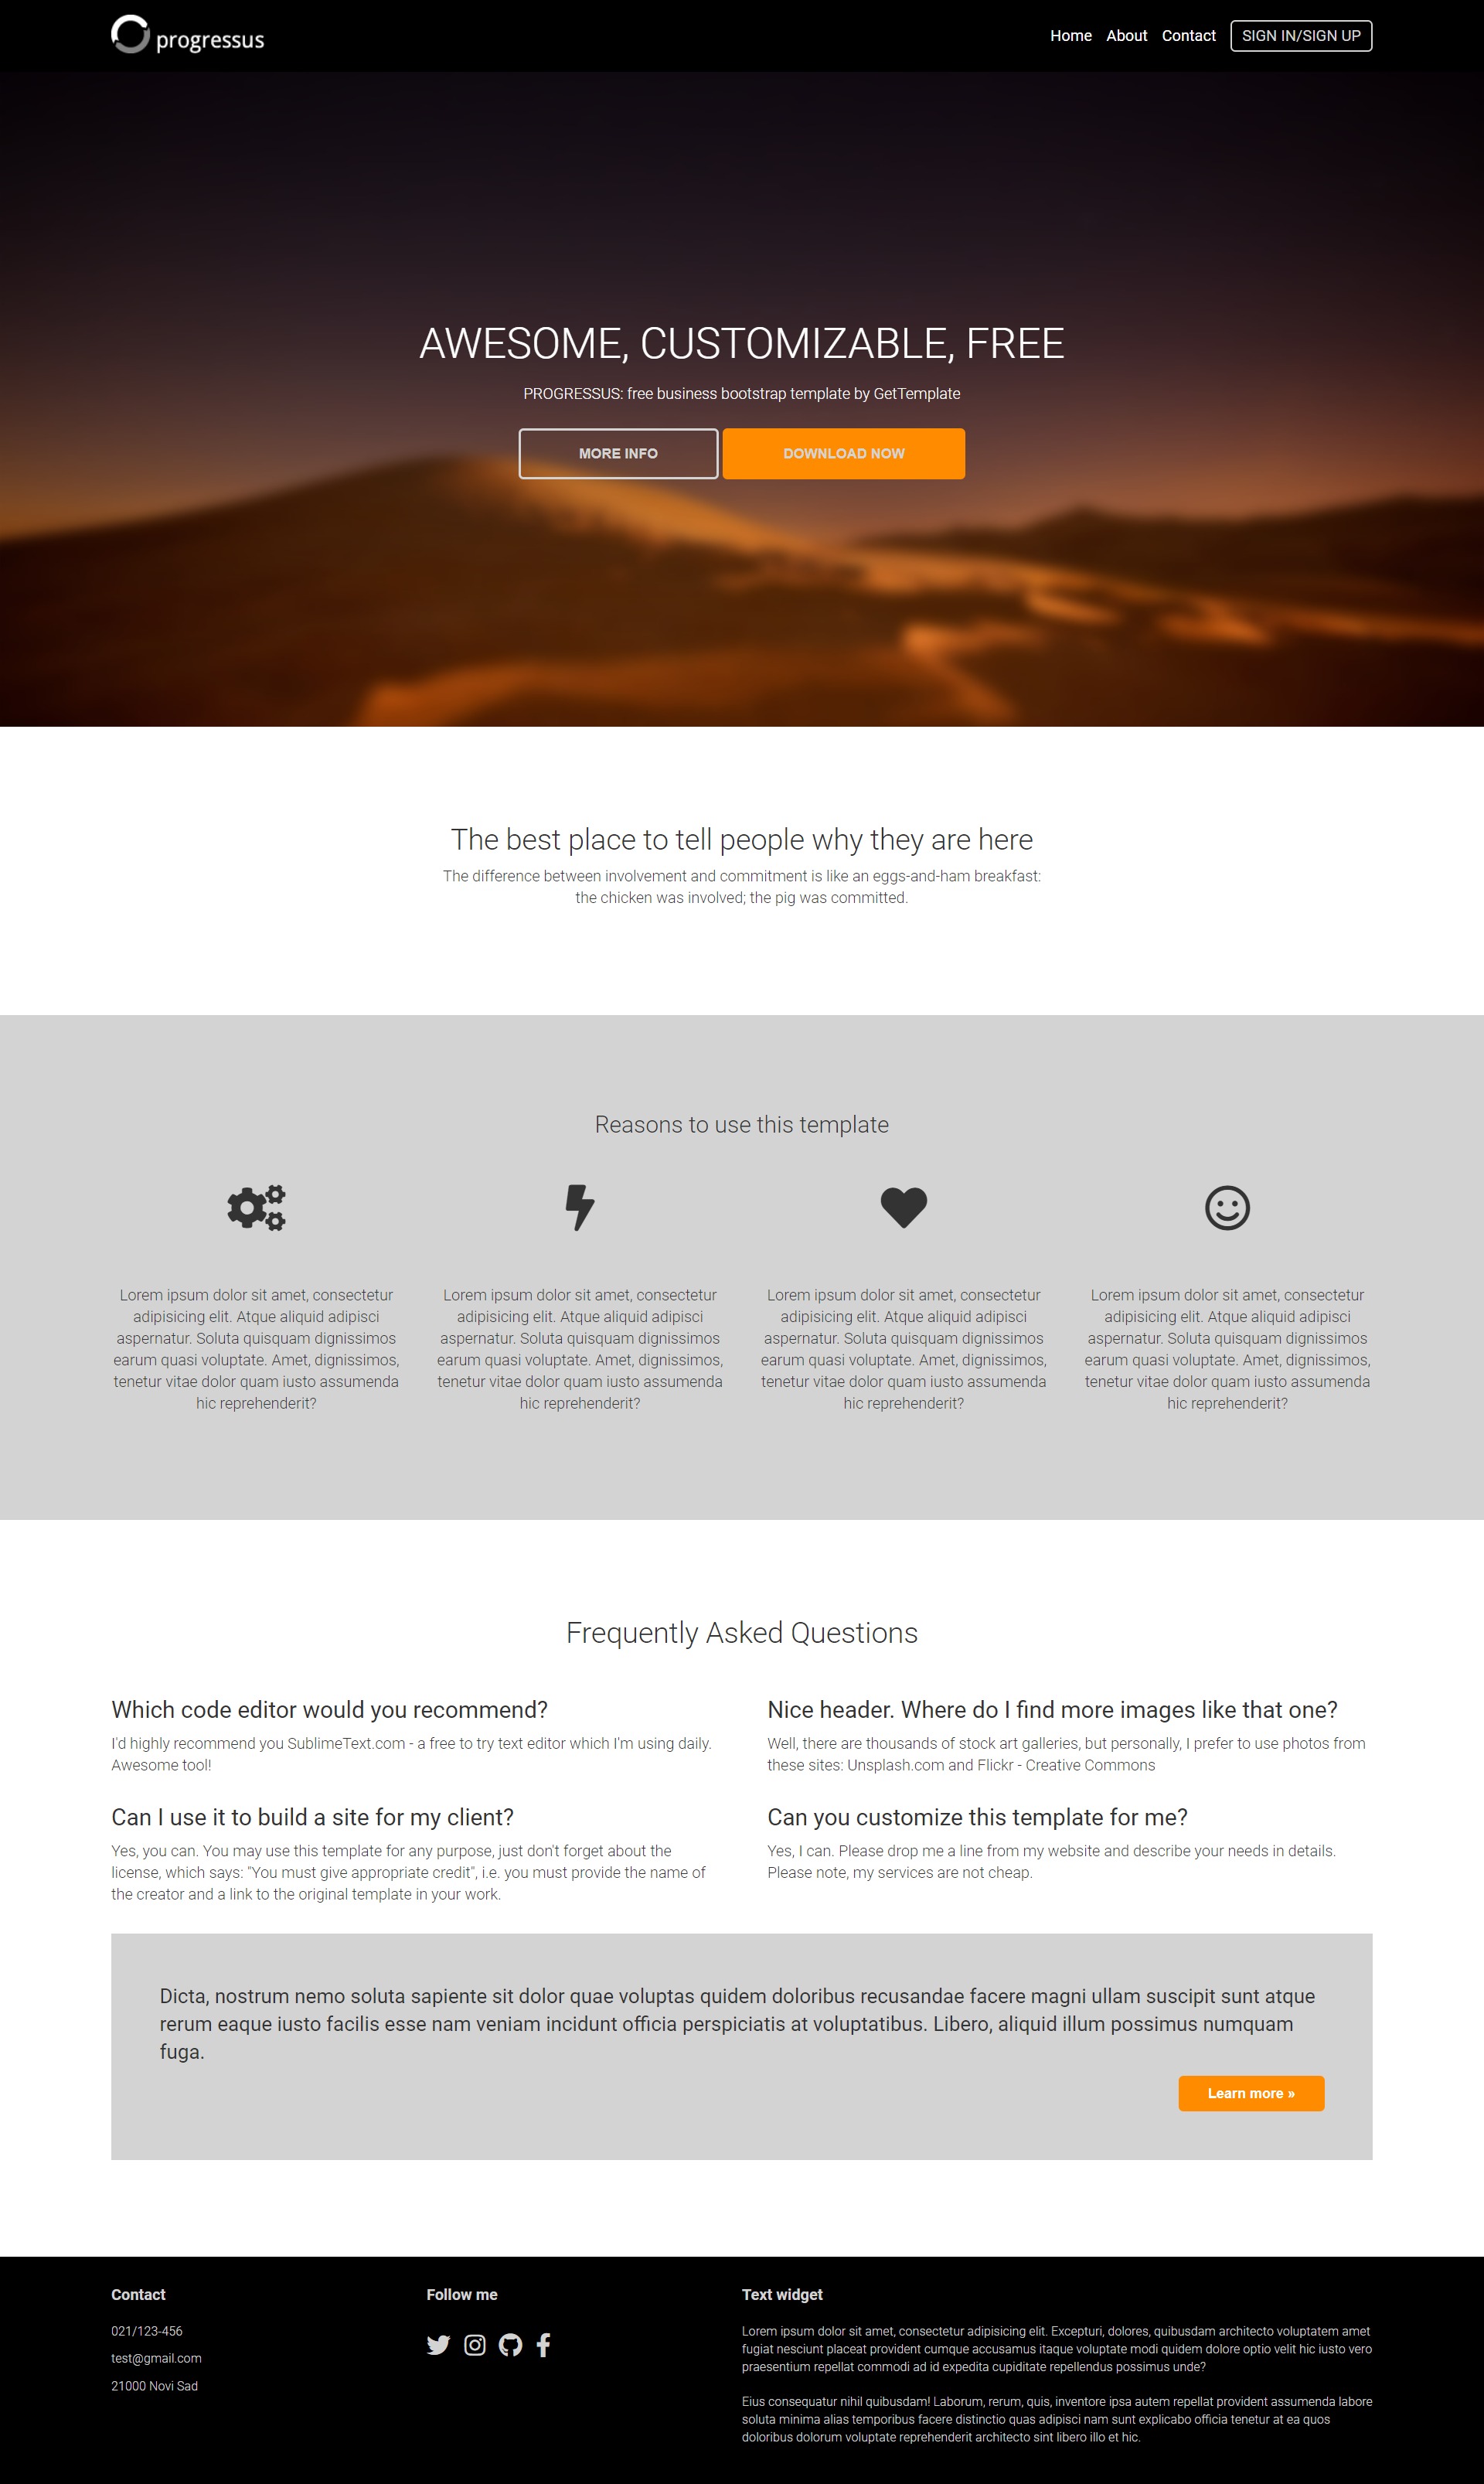 progressus
Home About Contact SIGN IN/SIGN UP
AWESOME, CUSTOMIZABLE, FREE
PROGRESSUS: free business bootstrap template by GetTemplate
MORE INFO DOWNLOAD NOW
The best place to tell people why they are here
The difference between involvement and commitment is like an eggs-and-ham breakfast:
the chicken was involved; the pig was committed.
Reasons to use this template
Lorem ipsum dolor sit amet, consectetur
adipisicing elit. Atque aliquid adipisci
aspernatur. Soluta quisquam dignissimos
earum quasi voluptate. Amet, dignissimos,
tenetur vitae dolor quam iusto assumenda
hic reprehenderit?
Lorem ipsum dolor sit amet, consectetur
adipisicing elit. Atque aliquid adipisci
aspernatur. Soluta quisquam dignissimos
earum quasi voluptate. Amet, dignissimos,
tenetur vitae dolor quam iusto assumenda
hic reprehenderit?
Lorem ipsum dolor sit amet, consectetur
adipisicing elit. Atque aliquid adipisci
aspernatur. Soluta quisquam dignissimos
earum quasi voluptate. Amet, dignissimos,
tenetur vitae dolor quam iusto assumenda
hic reprehenderit?
Lorem ipsum dolor sit amet, consectetur
adipisicing elit. Atque aliquid adipisci
aspernatur. Soluta quisquam dignissimos
earum quasi voluptate. Amet, dignissimos,
tenetur vitae dolor quam iusto assumenda
hic reprehenderit?
Frequently Asked Questions
Which code editor would you recommend?
I'd highly recommend you SublimeText.com - a free to try text editor which I'm using daily.
Awesome tool!
Nice header. Where do I find more images like that one?
Well, there are thousands of stock art galleries, but personally, I prefer to use photos from
these sites: Unsplash.com and Flickr - Creative Commons
Can I use it to build a site for my client?
Yes, you can. You may use this template for any purpose, just don't forget about the
license, which says: "You must give appropriate credit", i.e. you must provide the name of
the creator and a link to the original template in your work.
Can you customize this template for me?
Yes, I can. Please drop me a line from my website and describe your needs in details.
Please note, my services are not cheap.
Dicta, nostrum nemo soluta sapiente sit dolor quae voluptas quidem doloribus recusandae facere magni ullam suscipit sunt atque
rerum eaque iusto facilis esse nam veniam incidunt officia perspiciatis at voluptatibus. Libero, aliquid illum possimus numquam
fuga.
Learn more »
Contact
021/123-456
test@gmail.com
21000 Novi Sad
Follow me
Text widget
Lorem ipsum dolor sit amet, consectetur adipisicing elit. Excepturi, dolores, quibusdam architecto voluptatem amet
fugiat nesciunt placeat provident cumque accusamus itaque voluptate modi quidem dolore optio velit hic iusto vero
praesentium repellat commodi ad id expedita cupiditate repellendus possimus unde?
Eius consequatur nihil quibusdam! Laborum, rerum, quis, inventore ipsa autem repellat provident assumenda labore
soluta minima alias temporibus facere distinctio quas adipisci nam sunt explicabo officia tenetur at ea quos
doloribus dolorum voluptate reprehenderit architecto sint libero illo et hic.